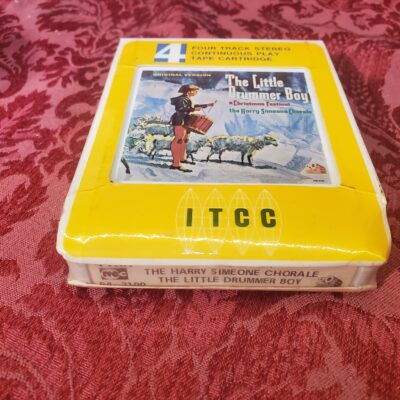 4
FOUR TRACK STEREO
CONTINUOUS PLAY
TAPE CARTRIDGE
ORIGINAL VERSION
The Little
Drummer Boy
a Christmas Festival
the Harry Simeone Chorale
ITCC
ITCC
THE HARRY SIMEONE CHORALE
THE LITTLE DRUMMER BOY